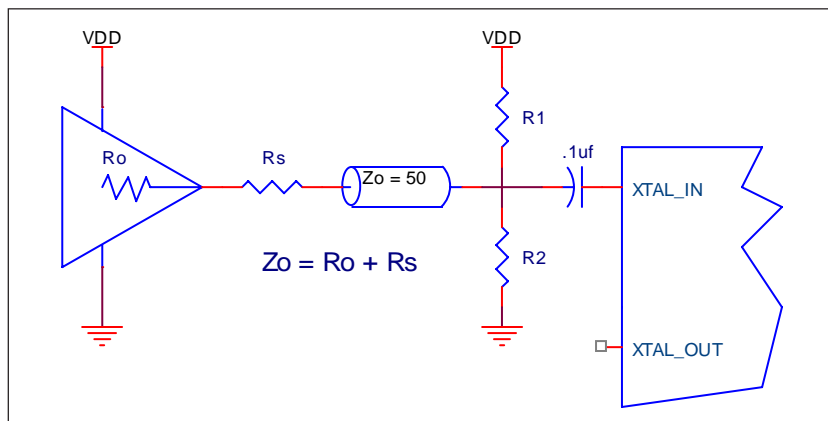 VDD
VDD
R1
Ro
Rs
Zo = 50
.1uf
XTAL_IN
Zo = Ro + Rs
R2
XTAL_OUT